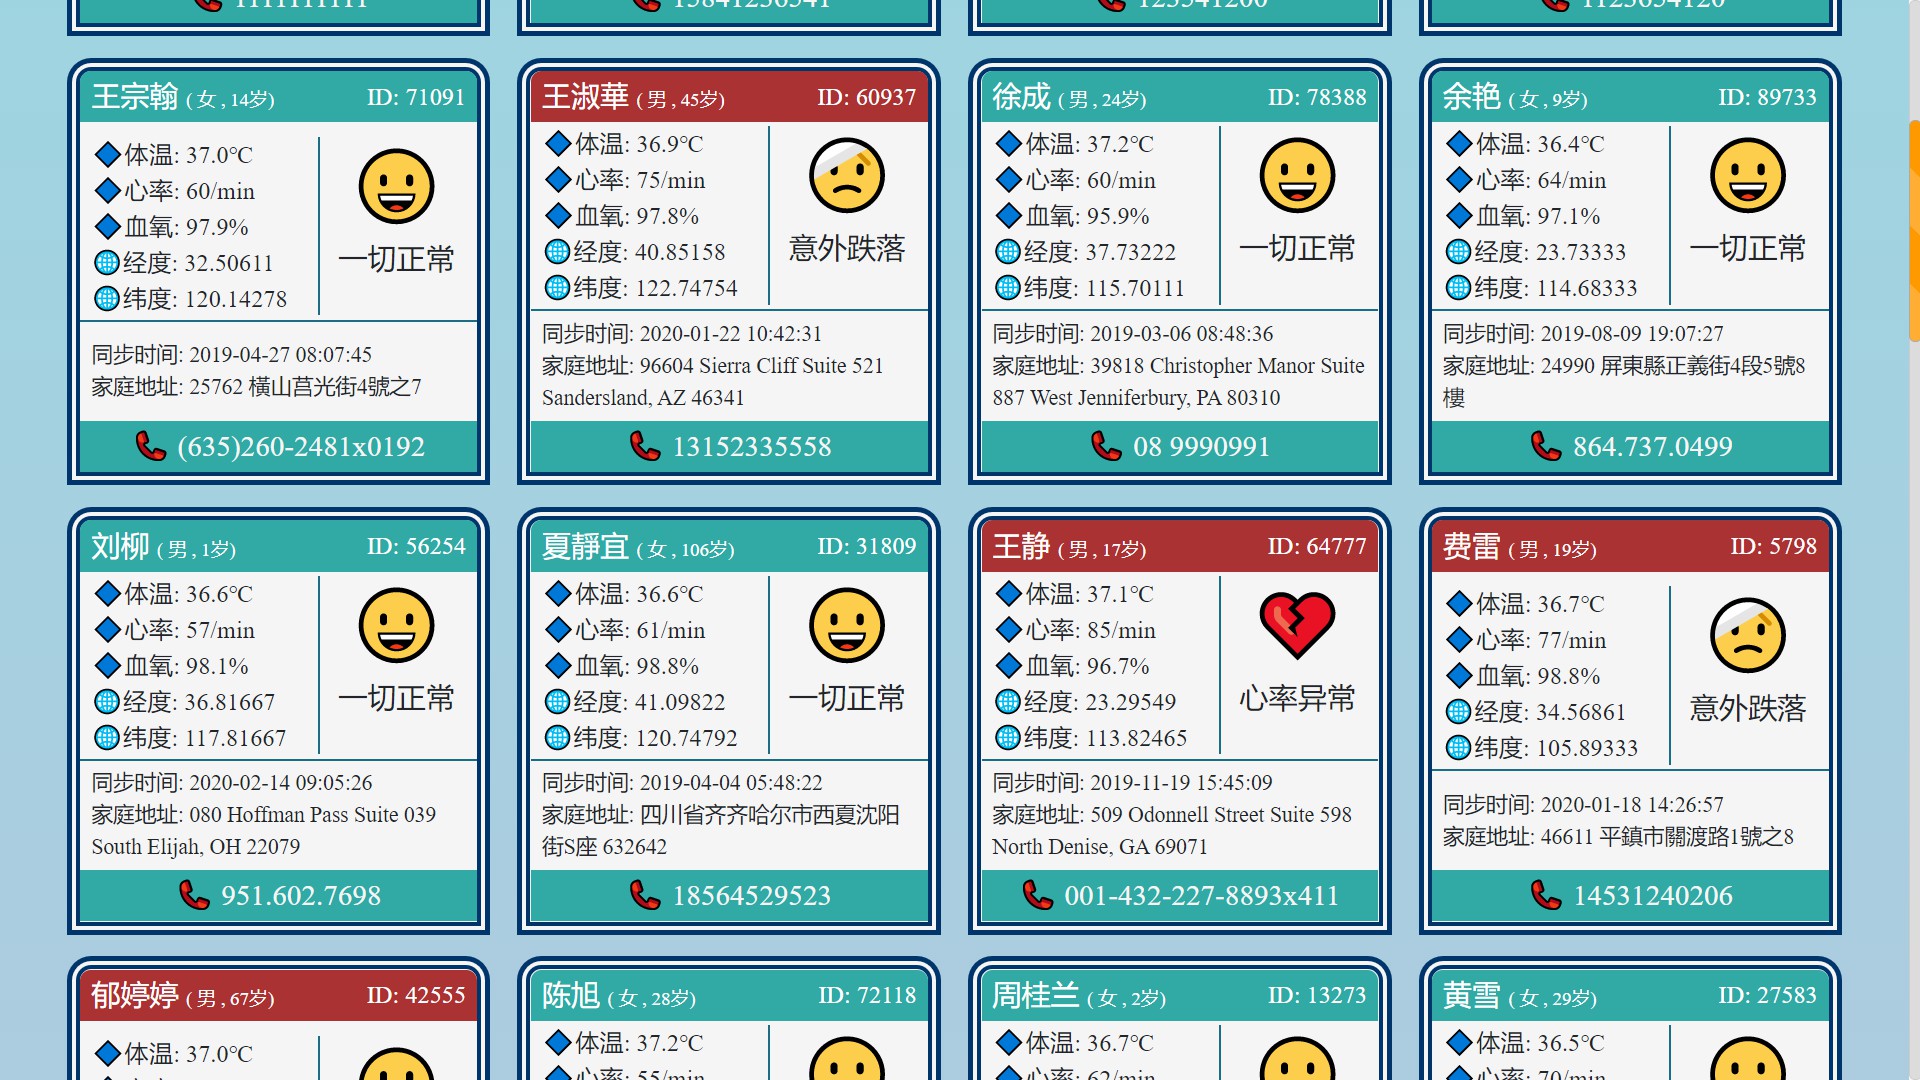 王宗翰 ( 女 , 14岁) ID: 71091
体温: 37.0℃
心率: 60/min
血氧: 97.9%
经度: 32.50611
纬度: 120.14278
一切正常
同步时间: 2019-04-27 08:07:45
家庭地址: 25762 橫山莒光街4號之7
(635)260-2481x0192
王淑華 ( 男 , 45岁) ID: 60937
体温: 36.9℃
心率: 75/min
血氧: 97.8%
经度: 40.85158
纬度: 122.74754
意外跌落
同步时间: 2020-01-22 10:42:31
家庭地址: 96604 Sierra Cliff Suite 521
Sandersland, AZ 46341
13152335558
徐成 ( 男 , 24岁) ID: 78388
体温: 37.2℃
心率: 60/min
血氧: 95.9%
经度: 37.73222
纬度: 115.70111
一切正常
同步时间: 2019-03-06 08:48:36
家庭地址: 39818 Christopher Manor Suite
887 West Jenniferbury, PA 80310
08 9990991
余艳 ( 女 , 9岁) ID: 89733
体温: 36.4℃
心率: 64/min
血氧: 97.1%
经度: 23.73333
纬度: 114.68333
一切正常
同步时间: 2019-08-09 19:07:27
家庭地址: 24990 屏東縣正義街4段5號8
樓
864.737.0499
刘柳 ( 男 , 1岁) ID: 56254
体温: 36.6℃
心率: 57/min
血氧: 98.1%
经度: 36.81667
纬度: 117.81667
一切正常
同步时间: 2020-02-14 09:05:26
家庭地址: 080 Hoffman Pass Suite 039
South Elijah, OH 22079
951.602.7698
夏靜宜 ( 女 , 106岁) ID: 31809
体温: 36.6℃
心率: 61/min
血氧: 98.8%
经度: 41.09822
纬度: 120.74792
一切正常
同步时间: 2019-04-04 05:48:22
家庭地址: 四川省齐齐哈尔市西夏沈阳
街S座 632642
18564529523
王静 ( 男 , 17岁) ID: 64777
体温: 37.1℃
心率: 85/min
血氧: 96.7%
经度: 23.29549
纬度: 113.82465
心率异常
同步时间: 2019-11-19 15:45:09
家庭地址: 509 Odonnell Street Suite 598
North Denise, GA 69071
001-432-227-8893x411
费雷 ( 男 , 19岁) ID: 5798
体温: 36.7℃
心率: 77/min
血氧: 98.8%
经度: 34.56861
纬度: 105.89333
意外跌落
同步时间: 2020-01-18 14:26:57
家庭地址: 46611 平鎮市關渡路1號之8
14531240206
郁婷婷 ( 男 , 67岁) ID: 42555
体温: 37.0℃
陈旭 ( 女 , 28岁) ID: 72118
体温: 37.2℃
心率: 55/min
周桂兰 ( 女 , 2岁) ID: 13273
体温: 36.7℃
心率: 62/min
黄雪 ( 女 , 29岁) ID: 27583
体温: 36.5℃
心率: 70/min